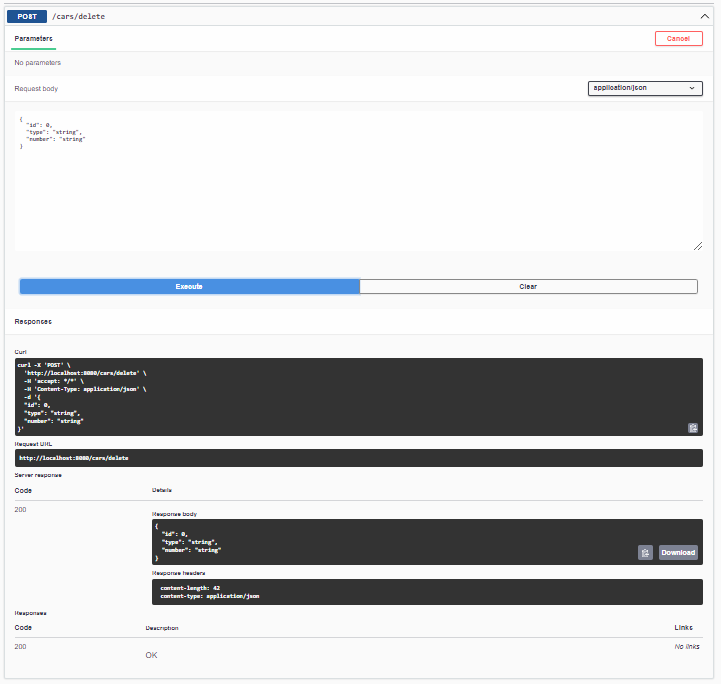 POST /cars/delete
Parameters
Cancel
No parameters
Request body
application/json
{
"id": 0,
"type": "string",
"number": "string"
}
Execute
Clear
Responses
Curl
curl -X 'POST' \
'http://localhost:8080/cars/delete' \
-H 'accept: */*' \
-H 'Content-Type: application/json' \
-d '{
"id": 0,
"type": "string",
"number": "string"
}'
Request URL
http://localhost:8080/cars/delete
Server response
Code Details
200
Response body
{
"id": 0,
"type": "string",
"number": "string"
}
Download
Response headers
content-length: 42
content-type: application/json
Responses
Code Description Links
200 No links
OK